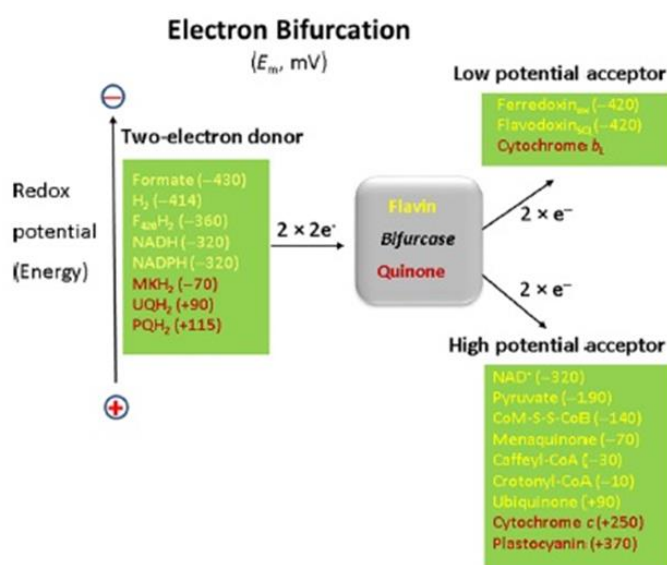 Electron Bifurcation
(Eₘ, mV)
Low potential acceptor
Ferredoxin (−420)
Flavodoxin (−420)
Cytochrome b_L
Two-electron donor
Redox
potential
(Energy)
−
+
Formate (−430)
H₂ (−414)
F₄₂₀H₂ (−360)
NADH (−320)
NADPH (−320)
MKH₂ (−70)
UQH₂ (+90)
PQH₂ (+115)
2 × 2e⁻
Flavin
Bifurcase
Quinone
2 × e⁻
2 × e⁻
High potential acceptor
NAD⁺ (−320)
Pyruvate (−190)
CoM-S-S-CoB (−140)
Menaquinone (−70)
Caffeyl-CoA (−30)
Crotonyl-CoA (−10)
Ubiquinone (+90)
Cytochrome c (+250)
Plastocyanin (+370)